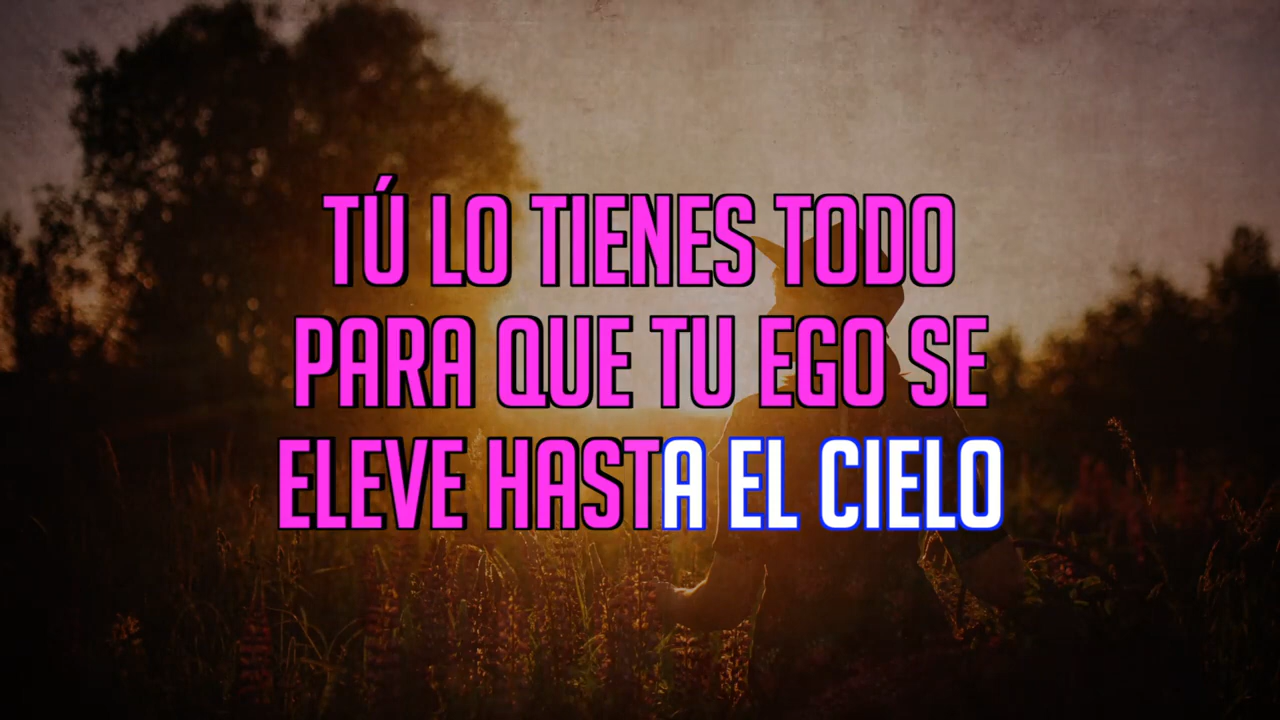 TÚ LO TIENES TODO
PARA QUE TU EGO SE
ELEVE HASTA EL CIELO